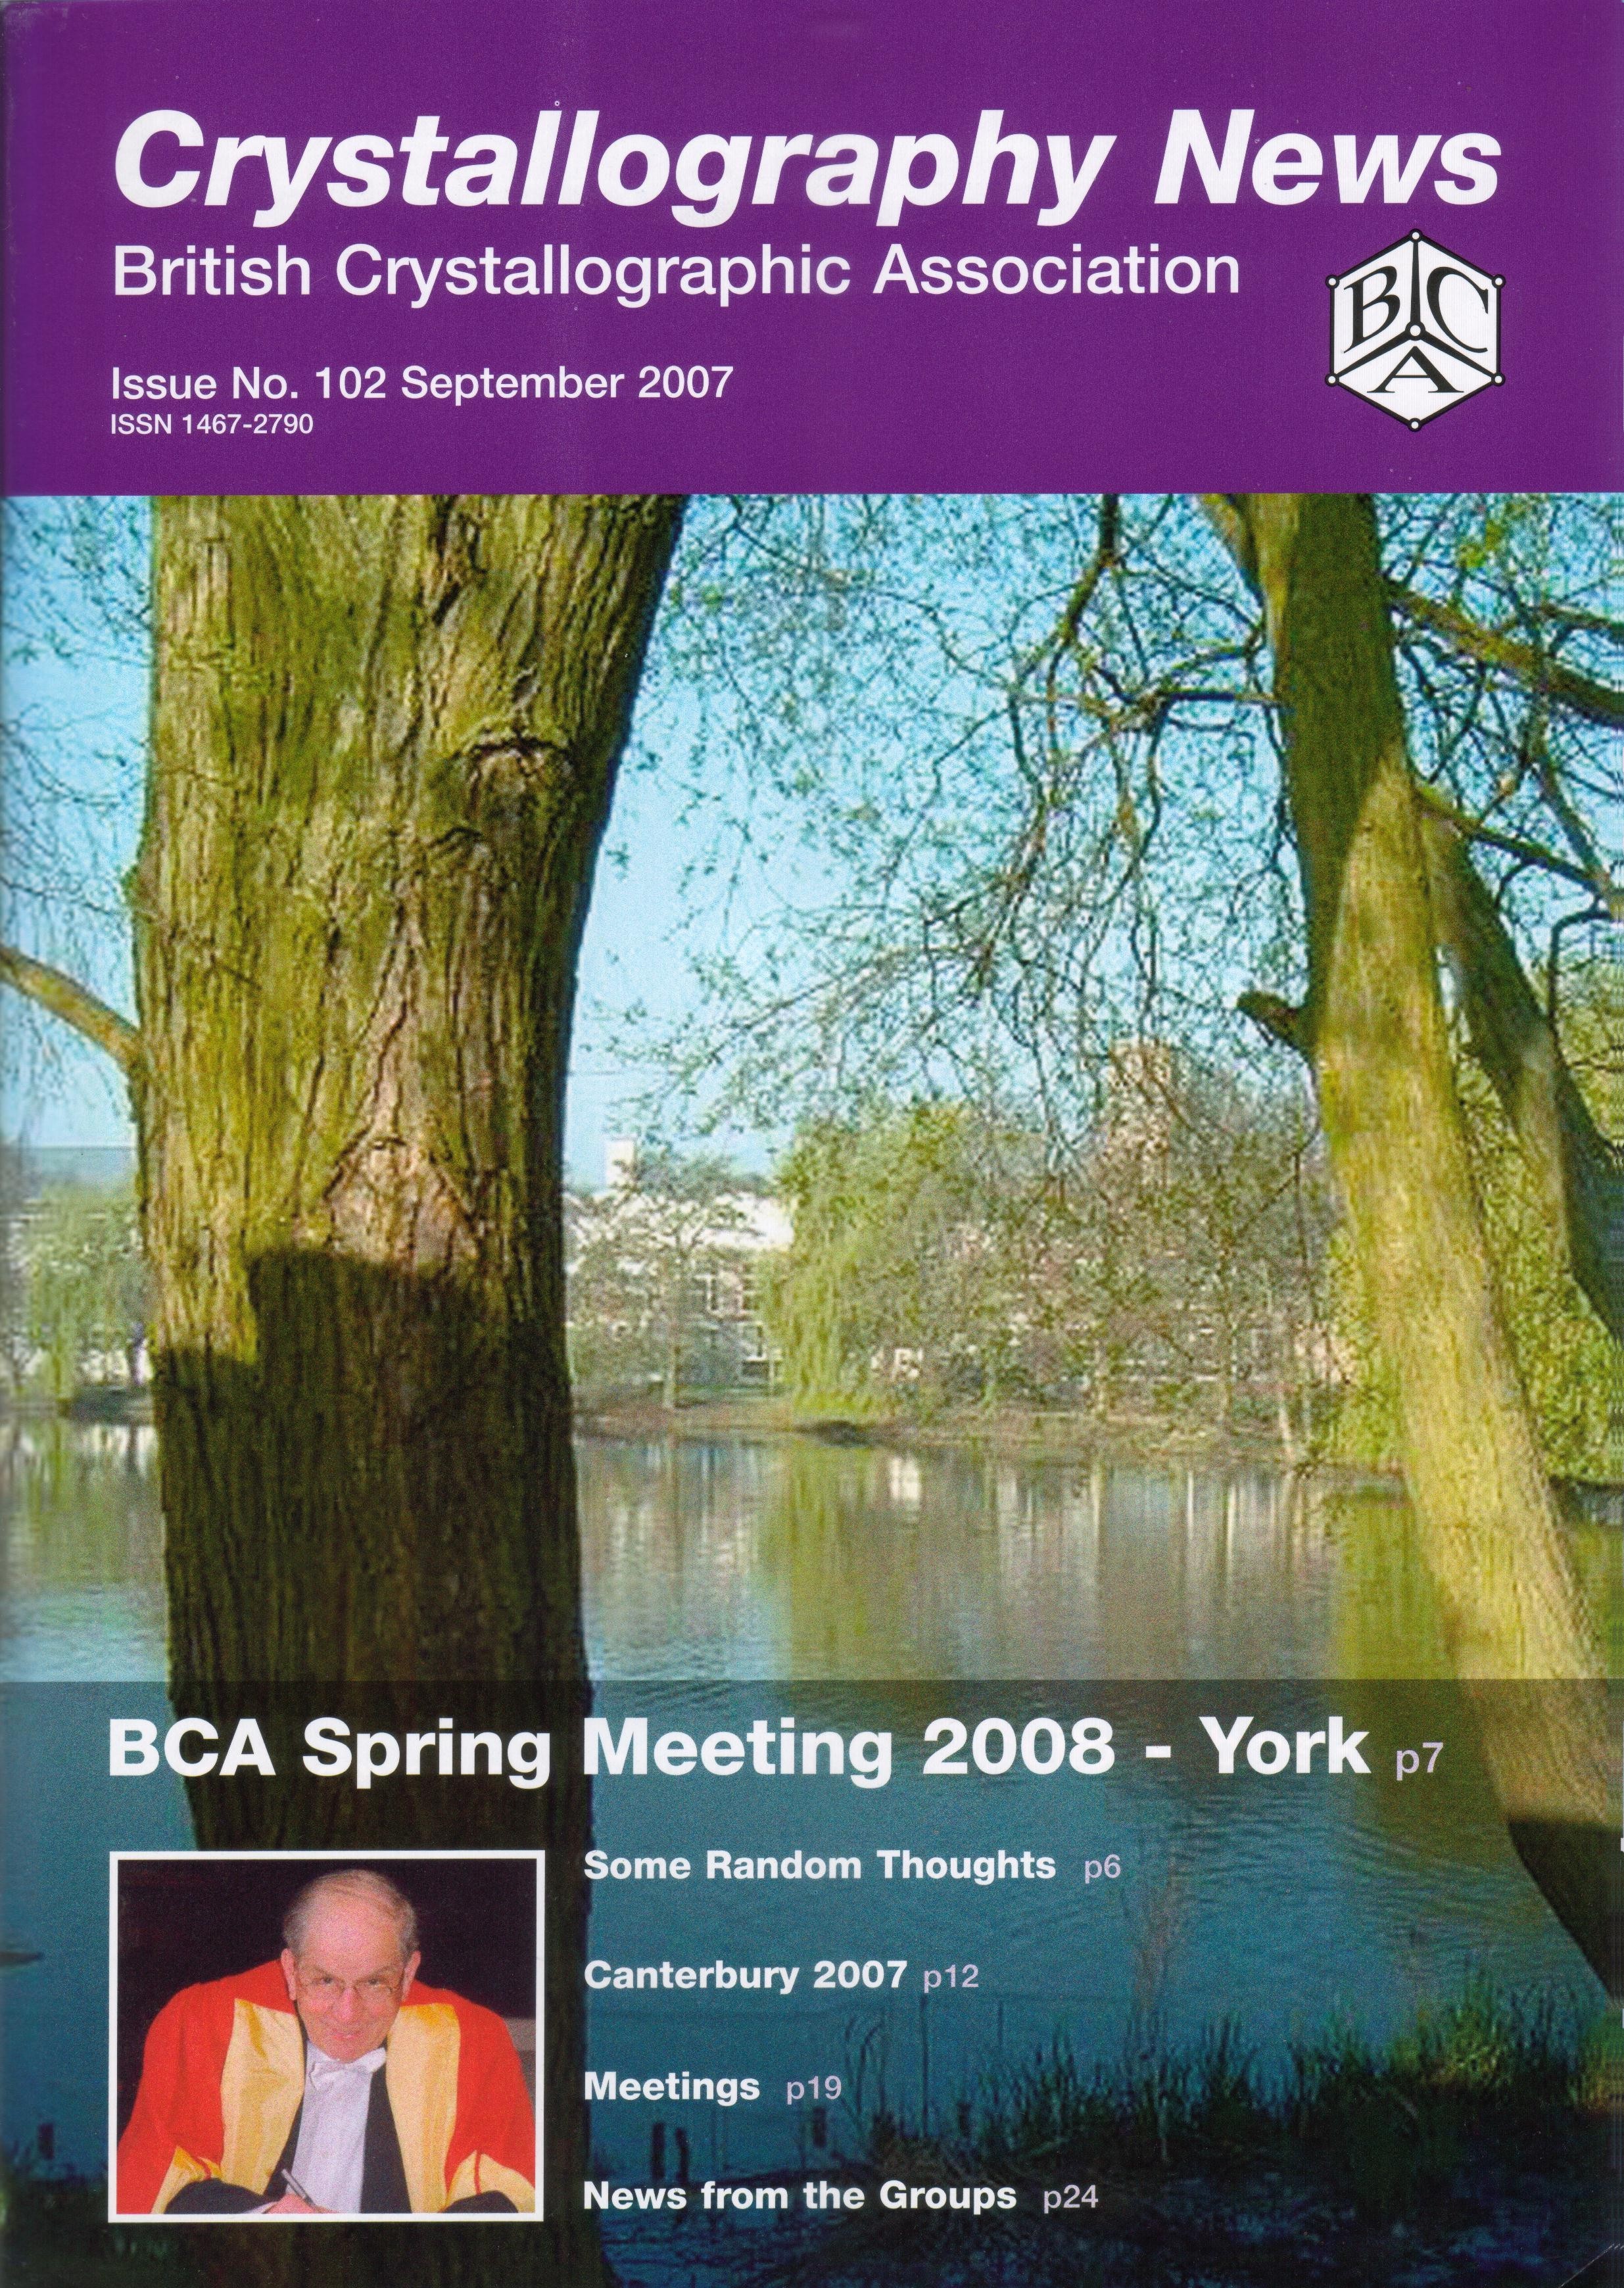 Crystallography News
British Crystallographic Association
Issue No. 102 September 2007
ISSN 1467-2790
BCA
BCA Spring Meeting 2008 - York p7
Some Random Thoughts p6
Canterbury 2007 p12
Meetings p19
News from the Groups p24